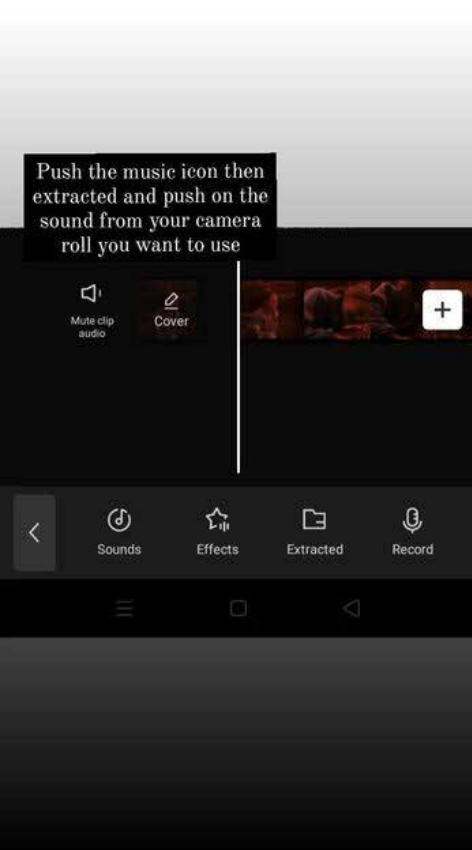 Push the music icon then
extracted and push on the
sound from your camera
roll you want to use
Mute clip
audio
Cover
Sounds
Effects
Extracted
Record